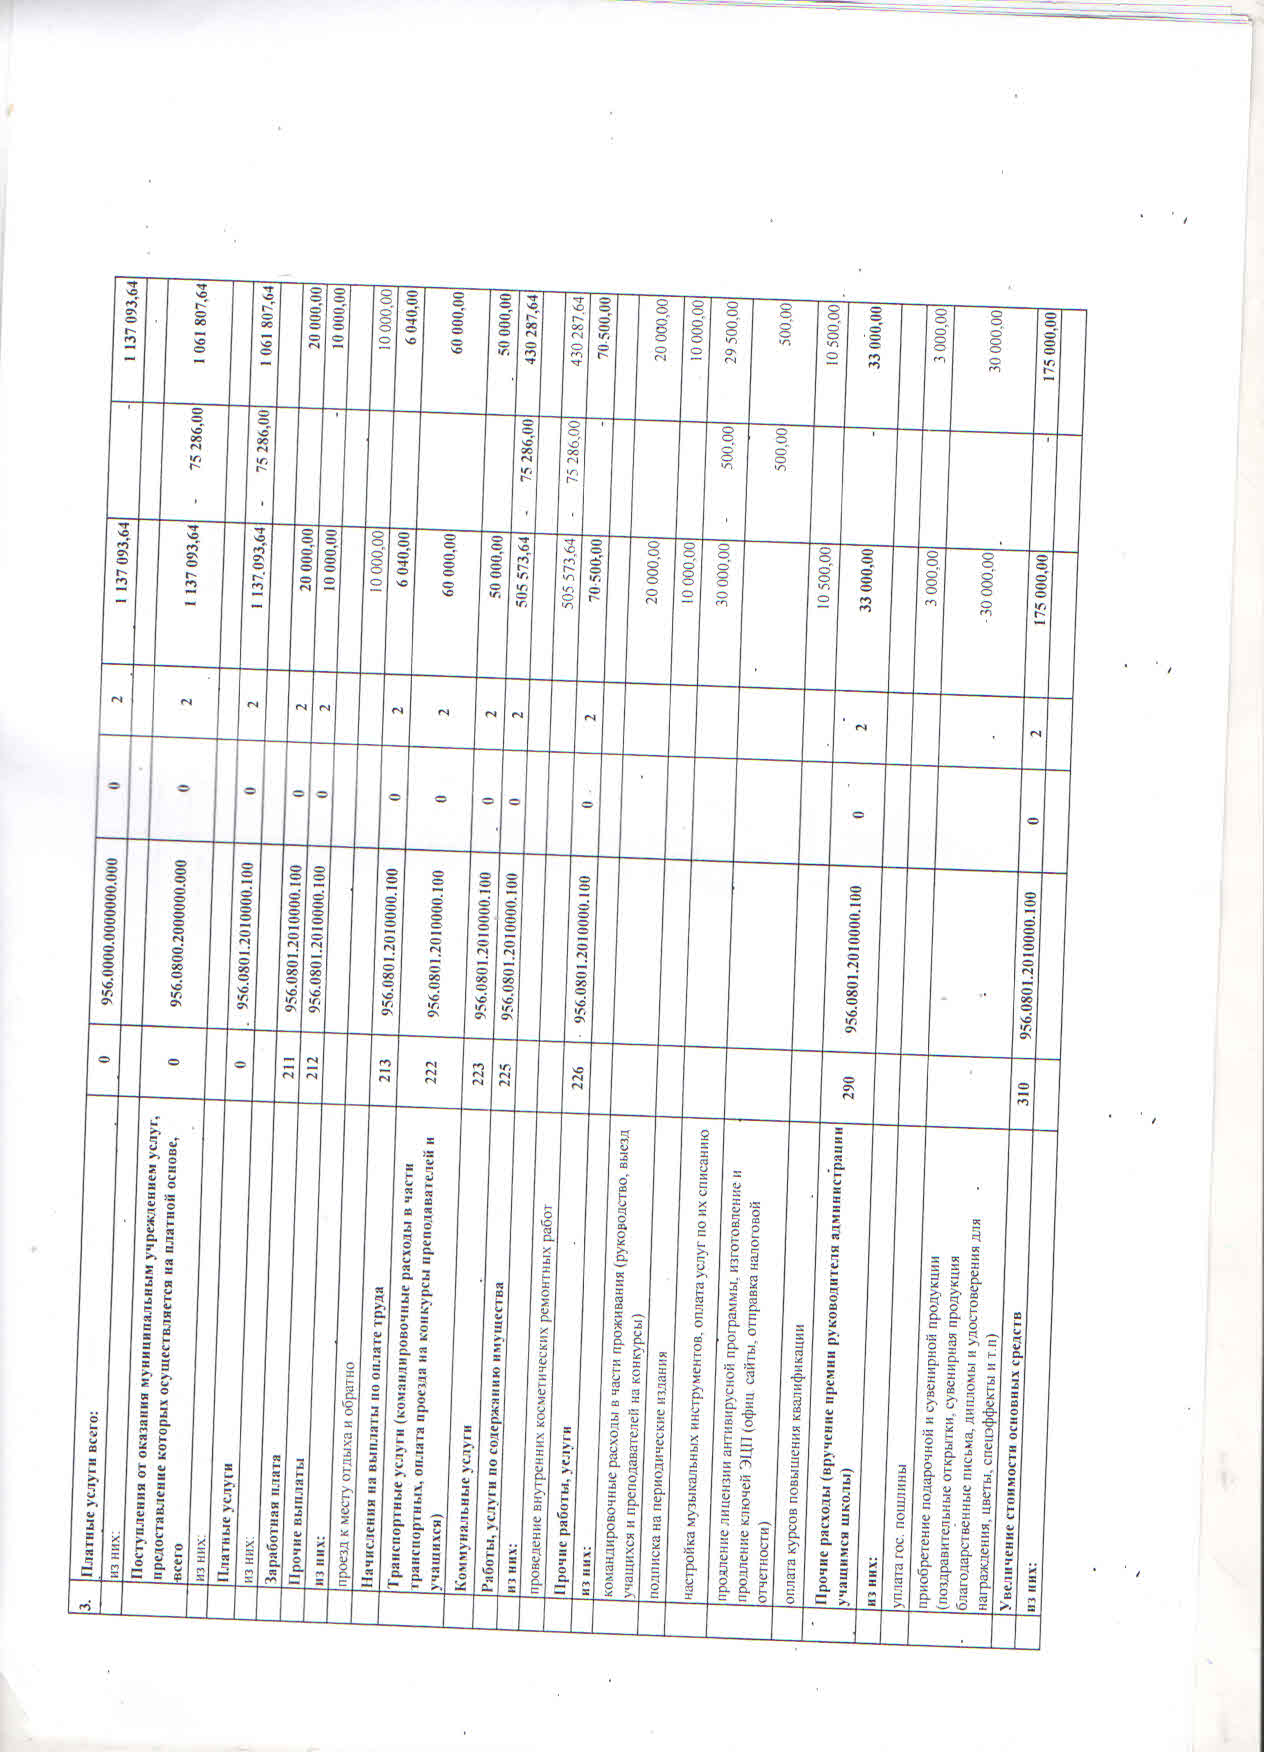 3. Платные услуги всего: 0 956.0000.0000000.000 0 2 1 137 093,64 - 1 137 093,64
из них:
Поступления от оказания муниципальным учреждением услуг,
предоставление которых осуществляется на платной основе,
всего 0 956.0800.2000000.000 0 2 1 137 093,64 - 75 286,00 1 061 807,64
из них:
Платные услуги 0 956.0801.2010000.100 0 2 1 137 093,64 - 75 286,00 1 061 807,64
из них:
Заработная плата 211 956.0801.2010000.100 0 2 20 000,00 20 000,00
Прочие выплаты 212 956.0801.2010000.100 0 2 10 000,00 - 10 000,00
из них:
проезд к месту отдыха и обратно 10 000,00 10 000,00
Начисления на выплаты по оплате труда 213 956.0801.2010000.100 0 2 6 040,00 6 040,00
Транспортные услуги (командировочные расходы в части
транспортных, оплата проезда на конкурсы преподавателей и
учащихся) 222 956.0801.2010000.100 0 2 60 000,00 60 000,00
Коммунальные услуги 223 956.0801.2010000.100 0 2 50 000,00 50 000,00
Работы, услуги по содержанию имущества 225 956.0801.2010000.100 0 2 505 573,64 - 75 286,00 430 287,64
из них:
проведение внутренних косметических ремонтных работ 505 573,64 - 75 286,00 430 287,64
Прочие работы, услуги 226 956.0801.2010000.100 0 2 70 500,00 - 70 500,00
из них:
командировочные расходы в части проживания (руководство, выезд
учащихся и преподавателей на конкурсы) 20 000,00 20 000,00
подписка на периодические издания 10 000,00 10 000,00
настройка музыкальных инструментов, оплата услуг по их списанию 30 000,00 - 500,00 29 500,00
продление лицензии антивирусной программы, изготовление и
продление ключей ЭЦП (офиц сайты, отправка налоговой
отчетности) 500,00 500,00
оплата курсов повышения квалификации 10 500,00 10 500,00
Прочие расходы (вручение премии руководителя администрации
учащимся школы) 290 956.0801.2010000.100 0 2 33 000,00 - 33 000,00
из них:
уплата гос. пошлины 3 000,00 3 000,00
приобретение подарочной и сувенирной продукции
(поздравительные открытки, сувенирная продукция
благодарственные письма, дипломы и удостоверения для
награждения, цветы, спецэффекты и т.п) 30 000,00 30 000,00
Увеличение стоимости основных средств 310 956.0801.2010000.100 0 2 175 000,00 - 175 000,00
из них: